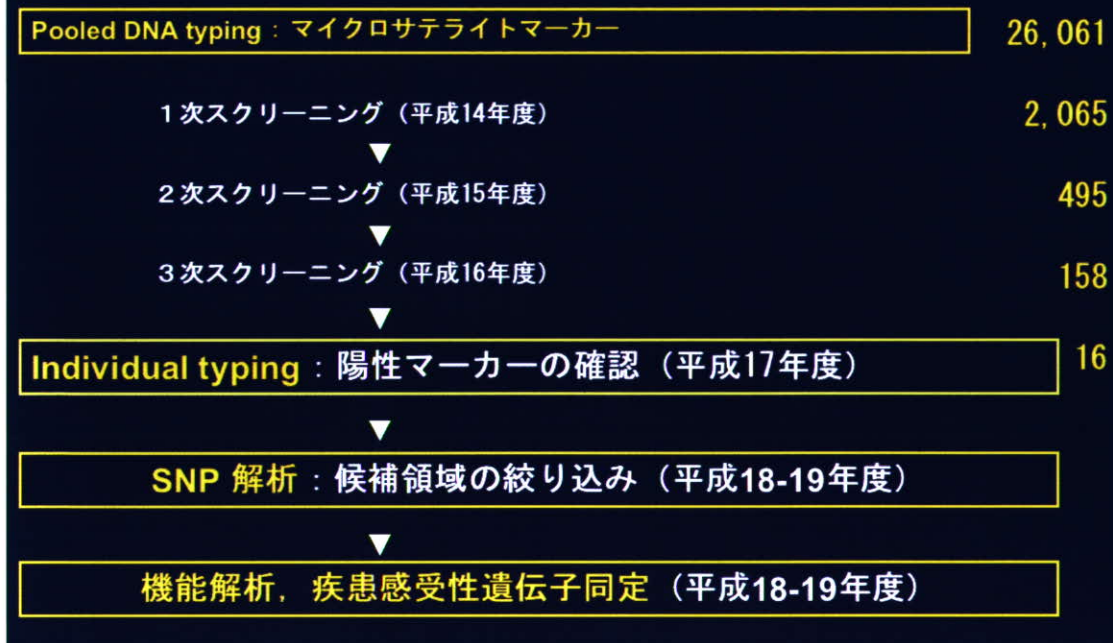 Pooled DNA typing：マイクロサテライトマーカー 26,061
1次スクリーニング（平成14年度） 2,065
▼
2次スクリーニング（平成15年度） 495
▼
3次スクリーニング（平成16年度） 158
▼
Individual typing：陽性マーカーの確認（平成17年度） 16
▼
SNP 解析：候補領域の絞り込み（平成18-19年度）
▼
機能解析，疾患感受性遺伝子同定（平成18-19年度）